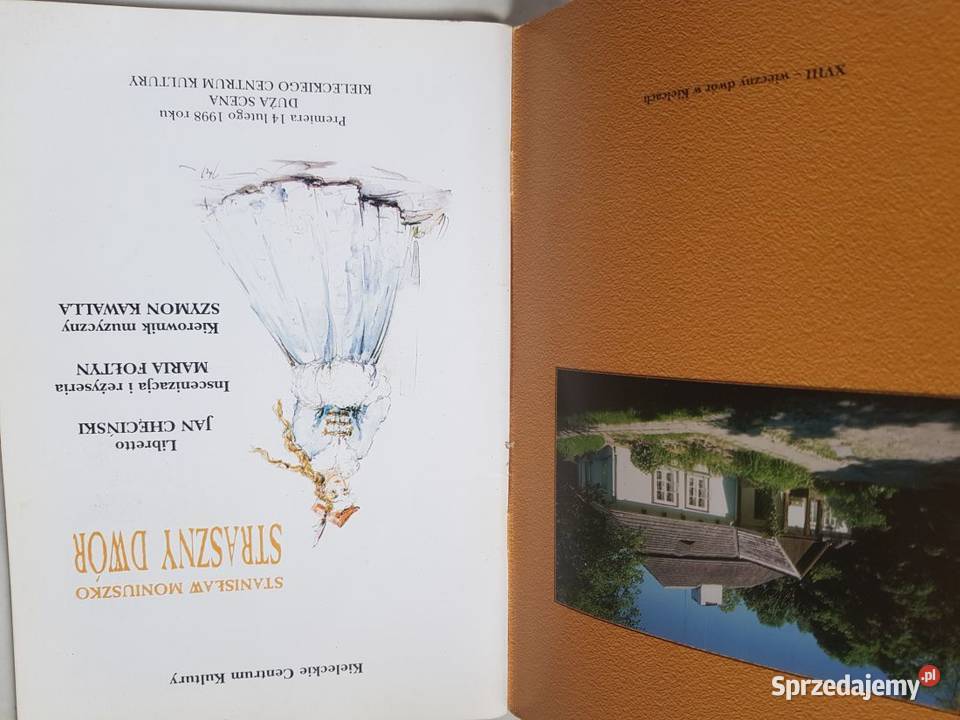 Kieleckie Centrum Kultury
STANISŁAW MONIUSZKO
STRASZNY DWÓR
Libretto
JAN CHĘCIŃSKI
Inscenizacja i reżyseria
MARIA FOŁTYN
Kierownik muzyczny
SZYMON KAWALLA
Premiera 14 lutego 1998 roku
DUŻA SCENA
KIELECKIEGO CENTRUM KULTURY
XVIII – wieczny dwór w Kielcach
Sprzedajemy.pl